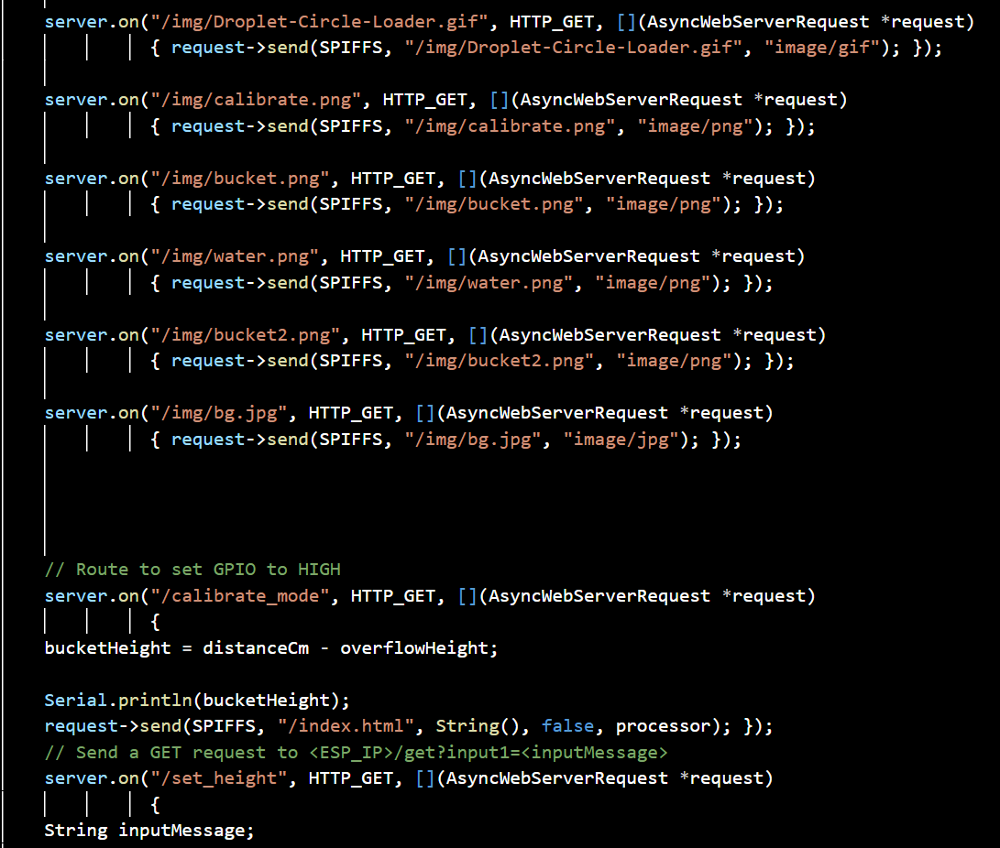 server.on("/img/Droplet-Circle-Loader.gif", HTTP_GET, [](AsyncWebServerRequest *request)
{ request->send(SPIFFS, "/img/Droplet-Circle-Loader.gif", "image/gif"); });
server.on("/img/calibrate.png", HTTP_GET, [](AsyncWebServerRequest *request)
{ request->send(SPIFFS, "/img/calibrate.png", "image/png"); });
server.on("/img/bucket.png", HTTP_GET, [](AsyncWebServerRequest *request)
{ request->send(SPIFFS, "/img/bucket.png", "image/png"); });
server.on("/img/water.png", HTTP_GET, [](AsyncWebServerRequest *request)
{ request->send(SPIFFS, "/img/water.png", "image/png"); });
server.on("/img/bucket2.png", HTTP_GET, [](AsyncWebServerRequest *request)
{ request->send(SPIFFS, "/img/bucket2.png", "image/png"); });
server.on("/img/bg.jpg", HTTP_GET, [](AsyncWebServerRequest *request)
{ request->send(SPIFFS, "/img/bg.jpg", "image/jpg"); });
// Route to set GPIO to HIGH
server.on("/calibrate_mode", HTTP_GET, [](AsyncWebServerRequest *request)
{
bucketHeight = distanceCm - overflowHeight;
Serial.println(bucketHeight);
request->send(SPIFFS, "/index.html", String(), false, processor); });
// Send a GET request to <ESP_IP>/get?input1=<inputMessage>
server.on("/set_height", HTTP_GET, [](AsyncWebServerRequest *request)
{
String inputMessage;